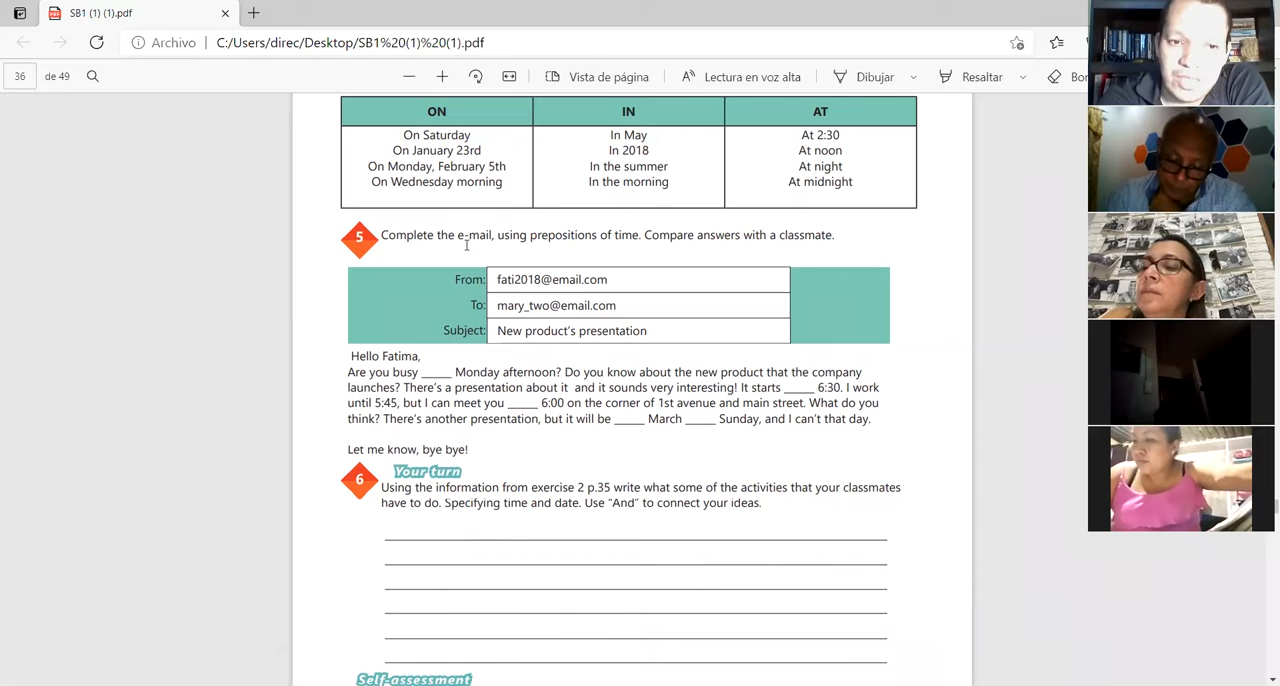 SB1 (1) (1).pdf
Archivo
C:/Users/direc/Desktop/SB1%20(1)%20(1).pdf
36
de 49
Vista de página
Lectura en voz alta
Dibujar
Resaltar
ON IN AT
On Saturday In May At 2:30
On January 23rd In 2018 At noon
On Monday, February 5th In the summer At night
On Wednesday morning In the morning At midnight
5 Complete the e-mail, using prepositions of time. Compare answers with a classmate.
From: fati2018@email.com
To: mary_two@email.com
Subject: New product's presentation
Hello Fatima,
Are you busy _____ Monday afternoon? Do you know about the new product that the company
launches? There's a presentation about it and it sounds very interesting! It starts _____ 6:30. I work
until 5:45, but I can meet you _____ 6:00 on the corner of 1st avenue and main street. What do you
think? There's another presentation, but it will be _____ March _____ Sunday, and I can't that day.
Let me know, bye bye!
Your turn
6 Using the information from exercise 2 p.35 write what some of the activities that your classmates
have to do. Specifying time and date. Use "And" to connect your ideas.
Self-assessment